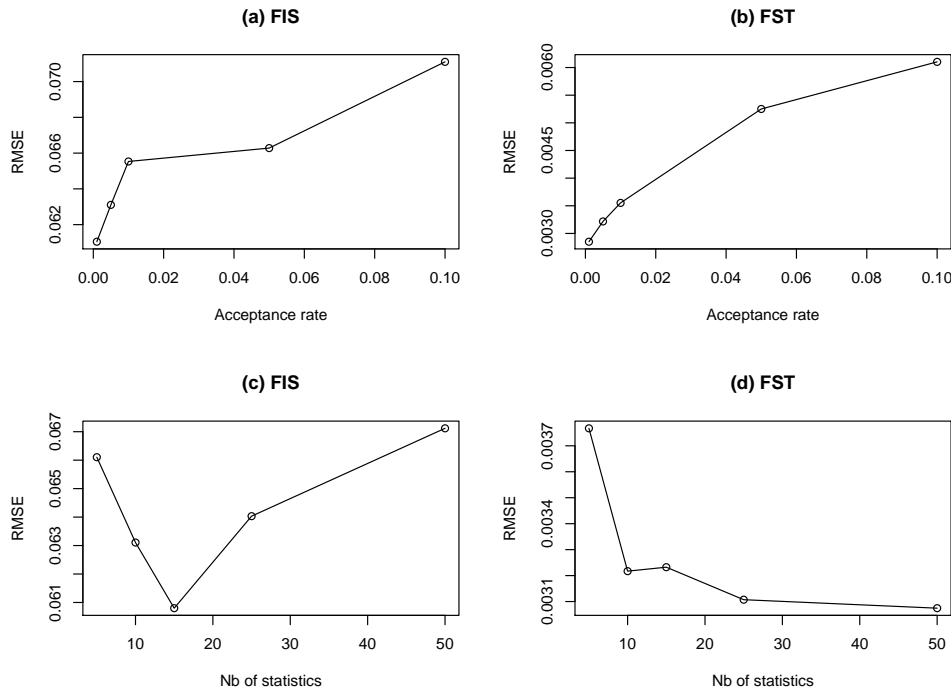 (a) FIS
RMSE
0.062 0.066 0.070
0.00 0.02 0.04 0.06 0.08 0.10
Acceptance rate
(b) FST
RMSE
0.0030 0.0045 0.0060
0.00 0.02 0.04 0.06 0.08 0.10
Acceptance rate
(c) FIS
RMSE
0.061 0.063 0.065 0.067
10 20 30 40 50
Nb of statistics
(d) FST
RMSE
0.0031 0.0034 0.0037
10 20 30 40 50
Nb of statistics